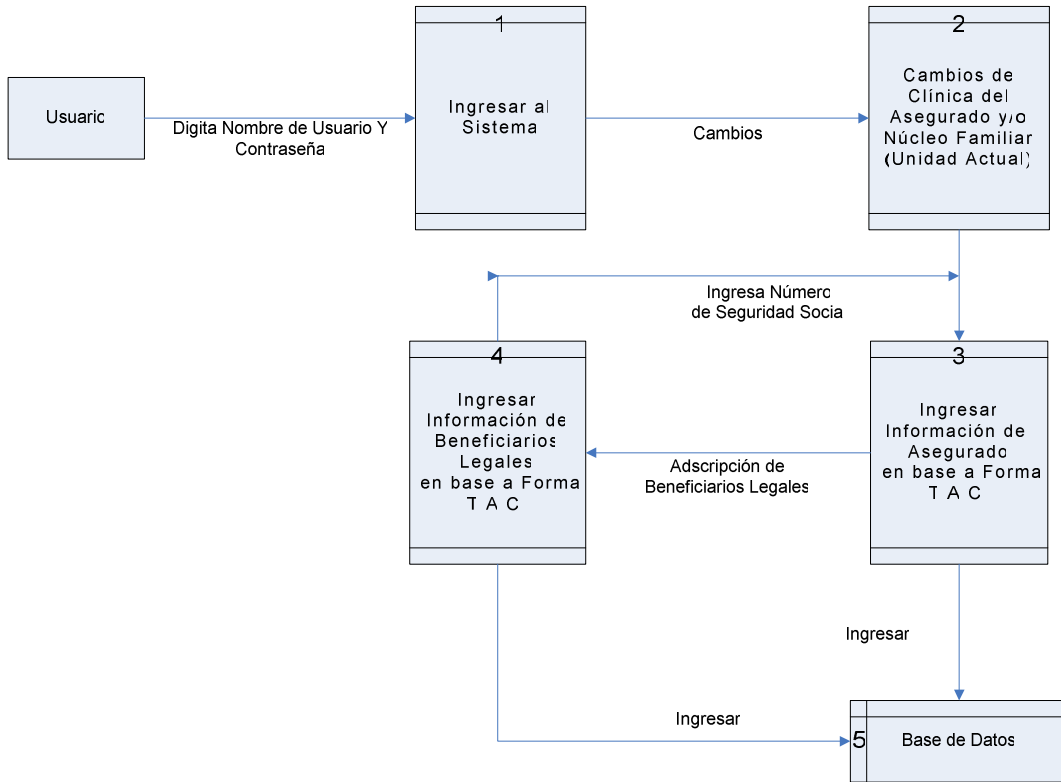 Usuario
Digita Nombre de Usuario Y
Contraseña
1
Ingresar al
Sistema
Cambios
2
Cambios de
Clínica del
Asegurado y/o
Núcleo Familiar
(Unidad Actual)
Ingresa Número
de Seguridad Socia
4
Ingresar
Información de
Beneficiarios
Legales
en base a Forma
T A C
Adscripción de
Beneficiarios Legales
3
Ingresar
Información de
Asegurado
en base a Forma
T A C
Ingresar
Ingresar
5
Base de Datos